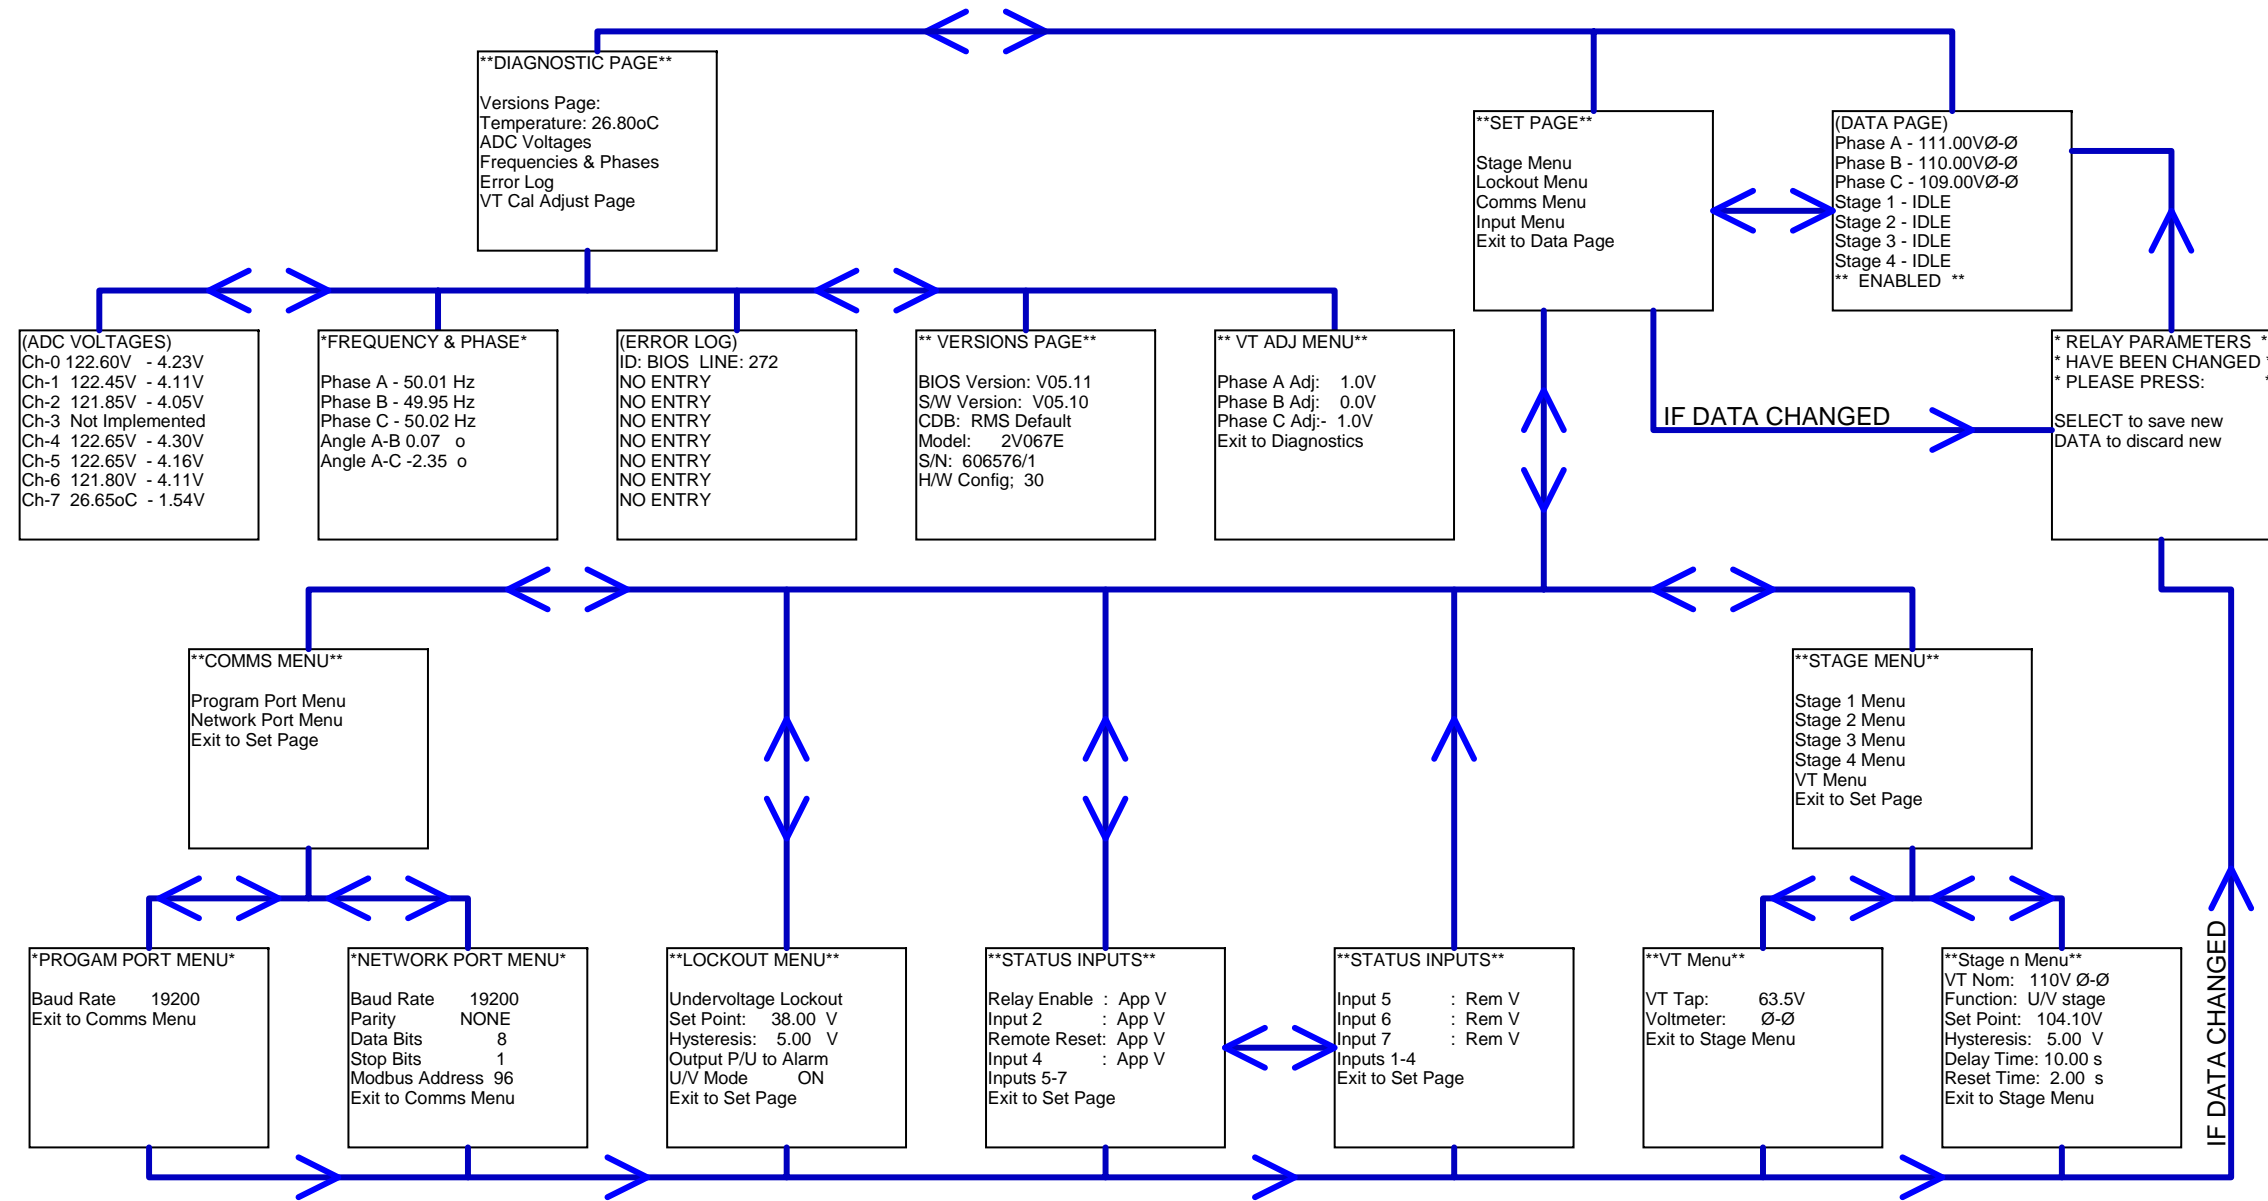 **DIAGNOSTIC PAGE**
Versions Page:
Temperature: 26.80oC
ADC Voltages
Frequencies & Phases
Error Log
VT Cal Adjust Page
**SET PAGE**
Stage Menu
Lockout Menu
Comms Menu
Input Menu
Exit to Data Page
(DATA PAGE)
Phase A - 111.00VØ-Ø
Phase B - 110.00VØ-Ø
Phase C - 109.00VØ-Ø
Stage 1 - IDLE
Stage 2 - IDLE
Stage 3 - IDLE
Stage 4 - IDLE
** ENABLED **
(ADC VOLTAGES)
Ch-0 122.60V - 4.23V
Ch-1 122.45V - 4.11V
Ch-2 121.85V - 4.05V
Ch-3 Not Implemented
Ch-4 122.65V - 4.30V
Ch-5 122.65V - 4.16V
Ch-6 121.80V - 4.11V
Ch-7 26.65oC - 1.54V
*FREQUENCY & PHASE*
Phase A - 50.01 Hz
Phase B - 49.95 Hz
Phase C - 50.02 Hz
Angle A-B 0.07 o
Angle A-C -2.35 o
(ERROR LOG)
ID: BIOS LINE: 272
NO ENTRY
NO ENTRY
NO ENTRY
NO ENTRY
NO ENTRY
NO ENTRY
NO ENTRY
** VERSIONS PAGE**
BIOS Version: V05.11
S/W Version: V05.10
CDB: RMS Default
Model: 2V067E
S/N: 606576/1
H/W Config; 30
** VT ADJ MENU**
Phase A Adj: 1.0V
Phase B Adj: 0.0V
Phase C Adj:- 1.0V
Exit to Diagnostics
IF DATA CHANGED
* RELAY PARAMETERS *
* HAVE BEEN CHANGED *
* PLEASE PRESS: *
SELECT to save new
DATA to discard new
**COMMS MENU**
Program Port Menu
Network Port Menu
Exit to Set Page
**STAGE MENU**
Stage 1 Menu
Stage 2 Menu
Stage 3 Menu
Stage 4 Menu
VT Menu
Exit to Set Page
*PROGAM PORT MENU*
Baud Rate 19200
Exit to Comms Menu
*NETWORK PORT MENU*
Baud Rate 19200
Parity NONE
Data Bits 8
Stop Bits 1
Modbus Address 96
Exit to Comms Menu
**LOCKOUT MENU**
Undervoltage Lockout
Set Point: 38.00 V
Hysteresis: 5.00 V
Output P/U to Alarm
U/V Mode ON
Exit to Set Page
**STATUS INPUTS**
Relay Enable : App V
Input 2 : App V
Remote Reset: App V
Input 4 : App V
Inputs 5-7
Exit to Set Page
**STATUS INPUTS**
Input 5 : Rem V
Input 6 : Rem V
Input 7 : Rem V
Inputs 1-4
Exit to Set Page
**VT Menu**
VT Tap: 63.5V
Voltmeter: Ø-Ø
Exit to Stage Menu
**Stage n Menu**
VT Nom: 110V Ø-Ø
Function: U/V stage
Set Point: 104.10V
Hysteresis: 5.00 V
Delay Time: 10.00 s
Reset Time: 2.00 s
Exit to Stage Menu
IF DATA CHANGED